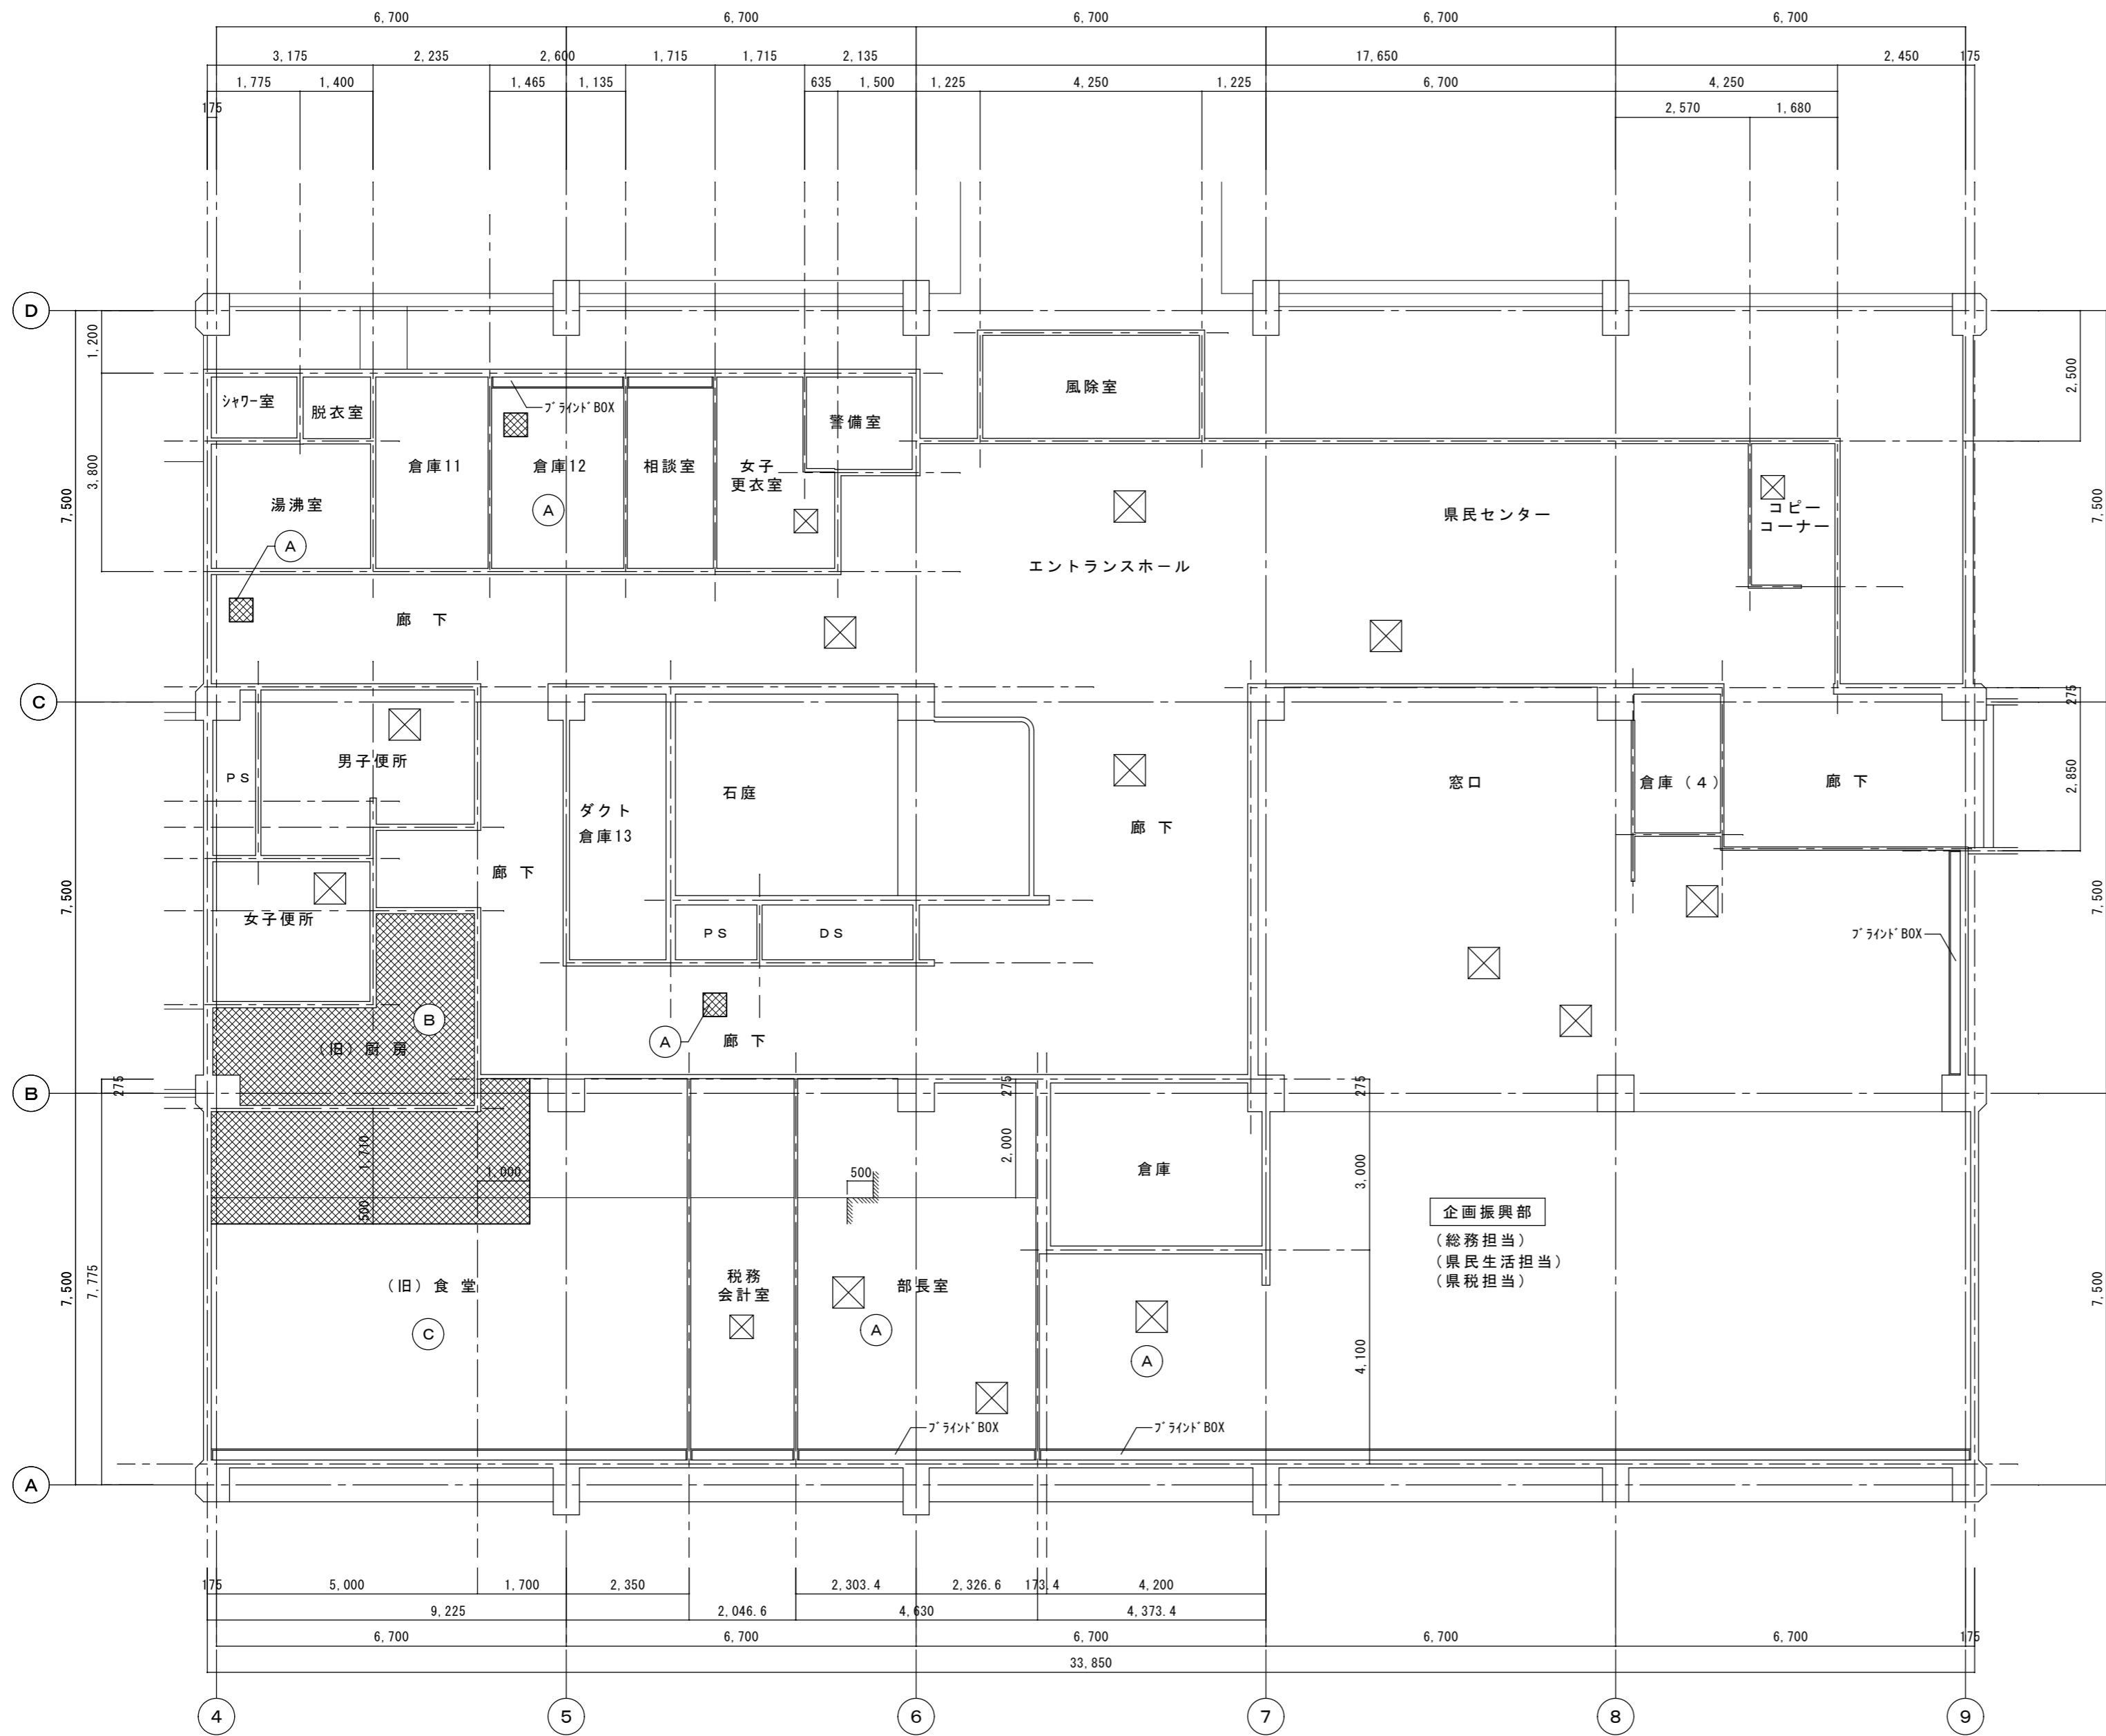 6,700 6,700 6,700 6,700 6,700
3,175 2,235 2,600 1,715 1,715 2,135 17,650 2,450 175
1,775 1,400 1,465 1,135 635 1,500 1,225 4,250 1,225 6,700 4,250
175 2,570 1,680
D
1,200
2,500
シャワー室
脱衣室
ブラインドBOX
警備室
風除室
3,800
7,500
倉庫11
倉庫12
相談室
女子
更衣室
湯沸室
A
A
県民センター
コピー
コーナー
7,500
エントランスホール
廊 下
C
275
PS
男子便所
石庭
ダクト
倉庫13
廊 下
窓口
倉庫(4)
廊 下
2,850
7,500
廊 下
女子便所
PS
DS
ブラインドBOX
7,500
B
(旧)厨 房
A
廊 下
B
275
275
275
1,710
1,000
500
500
2,000
倉庫
3,000
企画振興部
(総務担当)
(県民生活担当)
(県税担当)
7,500
7,775
(旧)食 堂
税務
会計室
部長室
7,500
C
A
A
4,100
ブラインドBOX
ブラインドBOX
A
175 5,000 1,700 2,350 2,303.4 2,326.6 173.4 4,200
9,225 2,046.6 4,630 4,373.4
6,700 6,700 6,700 6,700 6,700 175
33,850
4 5 6 7 8 9